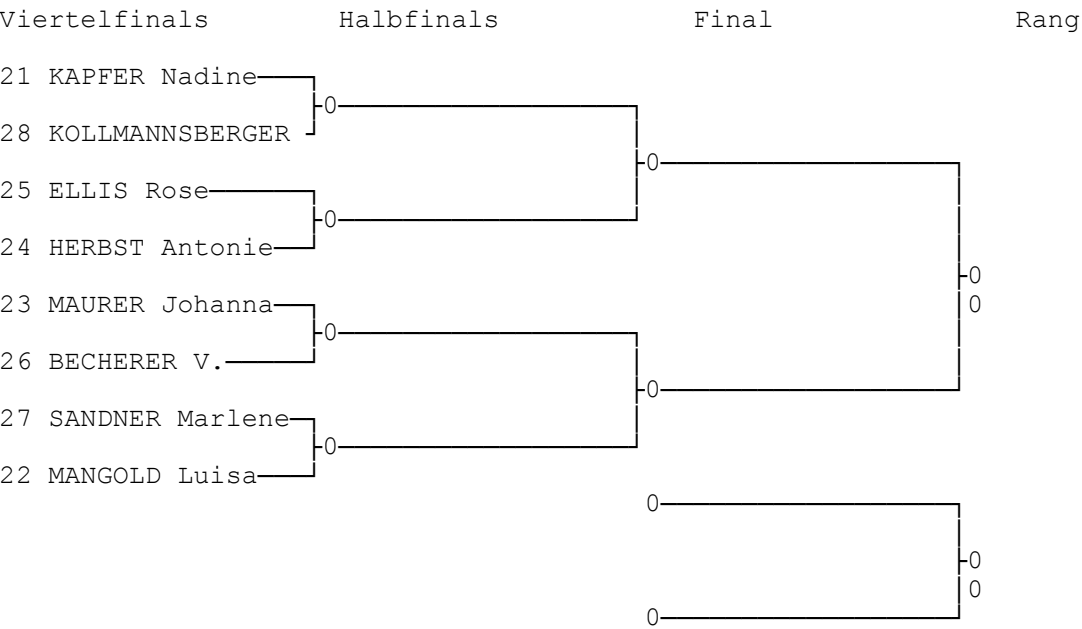 Viertelfinals Halbfinals Final Rang
21 KAPFER Nadine
0
28 KOLLMANNSBERGER
0
25 ELLIS Rose
0
24 HERBST Antonie
0
23 MAURER Johanna 0
0
26 BECHERER V.
0
27 SANDNER Marlene
0
22 MANGOLD Luisa
0
0
0
0